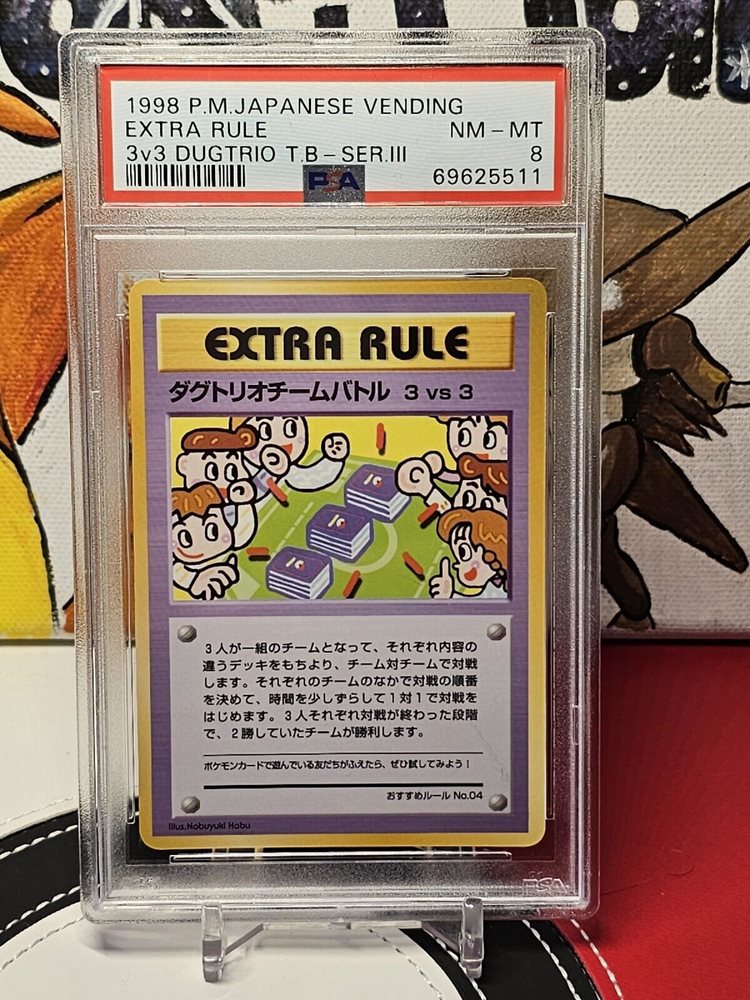 1998 P.M.JAPANESE VENDING
EXTRA RULE NM - MT
3v3 DUGTRIO T.B - SER.III 8
PSA 69625511
EXTRA RULE
ダグトリオチームバトル 3 vs 3
3人が一組のチームとなって、それぞれ内容の
違うデッキをもちより、チーム対チームで対戦
します。それぞれのチームのなかで対戦の順番
を決めて、時間を少しずらして1対1で対戦を
はじめます。3人それぞれ対戦が終わった段階
で、2勝していたチームが勝利します。
ポケモンカードで遊んでいる友だちがふえたら、ぜひ試してみよう!
おすすめルール No.04
Illus.Nobuyuki Habu
PSA